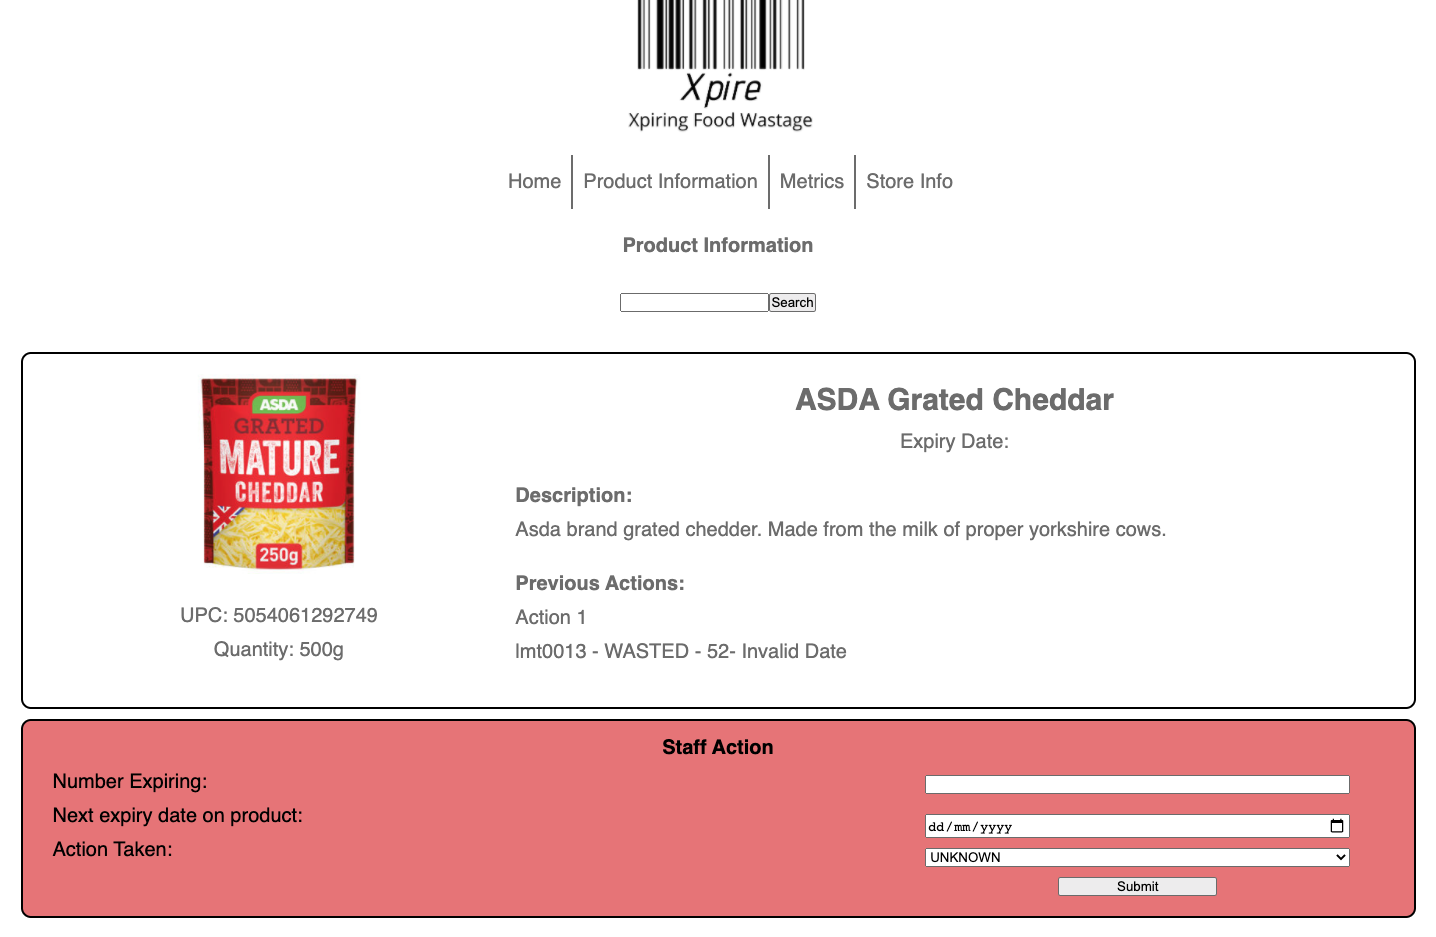 Xpire
Xpiring Food Wastage
Home
Product Information
Metrics
Store Info
Product Information
Search
ASDA
GRATED
MATURE
CHEDDAR
250g
UPC: 5054061292749
Quantity: 500g
ASDA Grated Cheddar
Expiry Date:
Description:
Asda brand grated chedder. Made from the milk of proper yorkshire cows.
Previous Actions:
Action 1
lmt0013 - WASTED - 52- Invalid Date
Staff Action
Number Expiring:
Next expiry date on product:
dd/mm/yyyy
Action Taken:
UNKNOWN
Submit